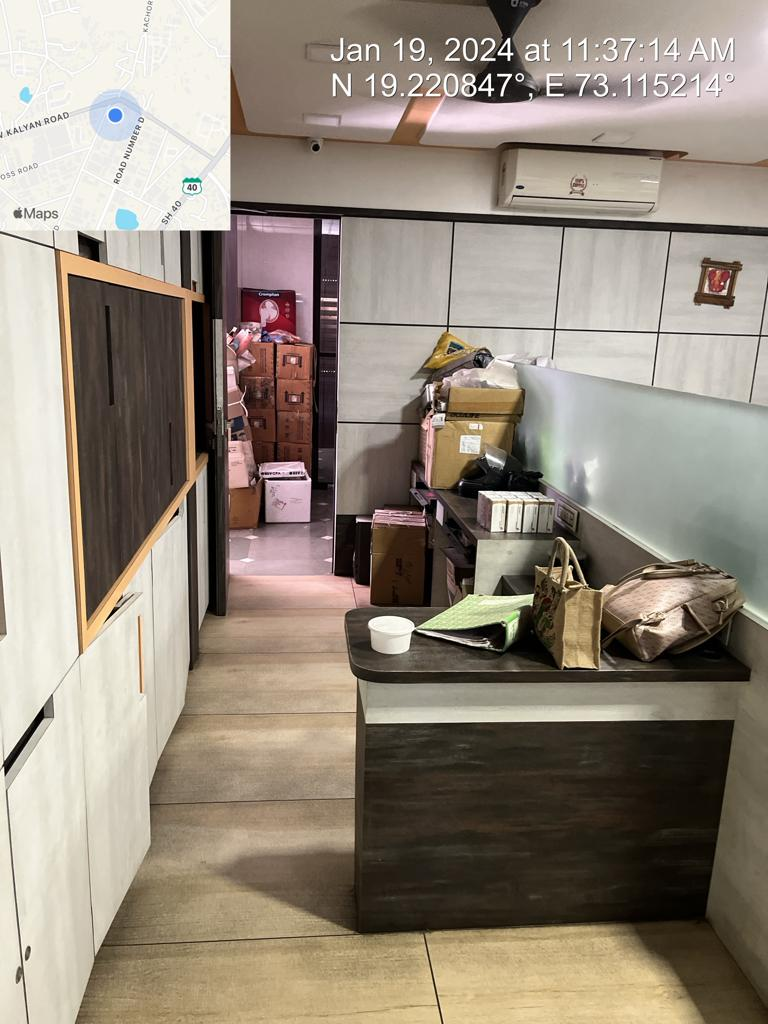 Jan 19, 2024 at 11:37:14 AM
N 19.220847°, E 73.115214°
KACHOR
V KALYAN ROAD
OSS ROAD
ROAD NUMBER D
SH 40
40
Maps
Crompton